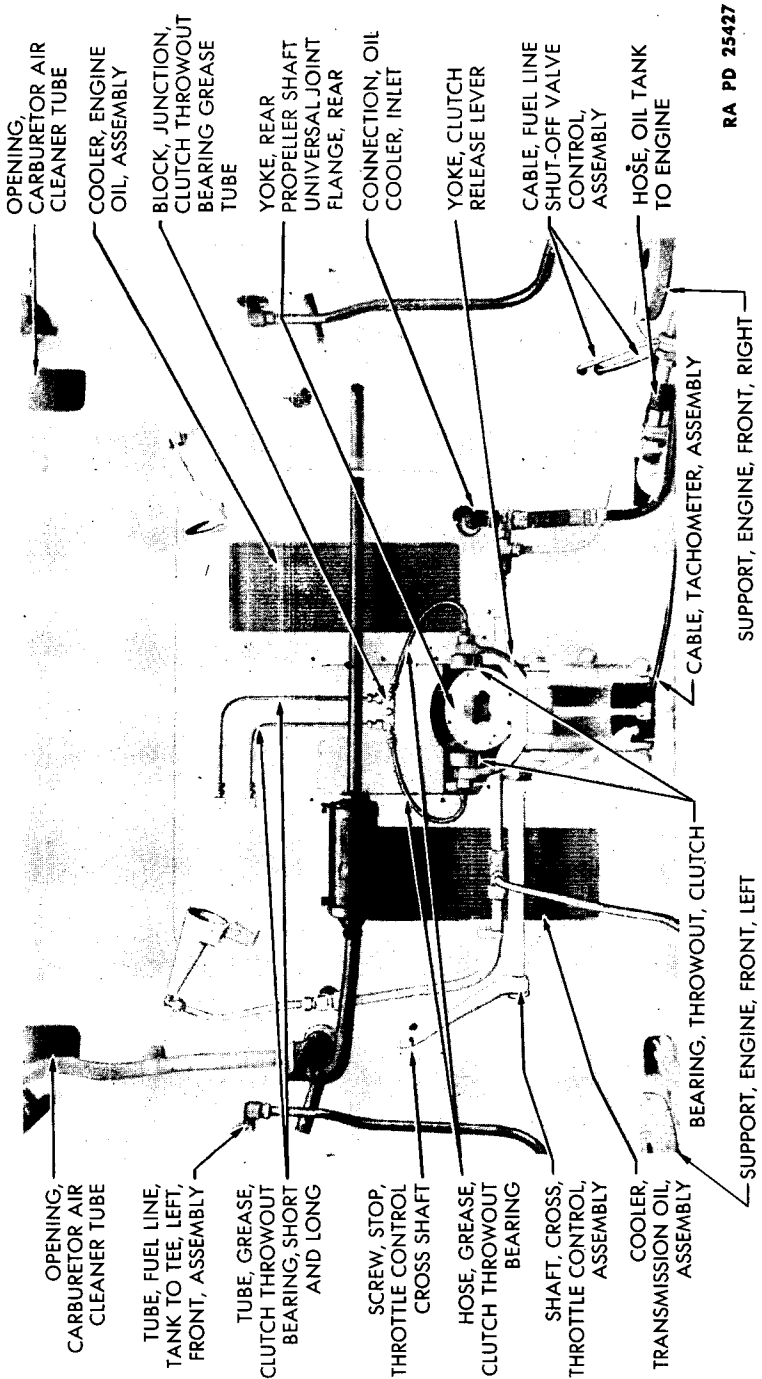 OPENING,
CARBURETOR AIR
CLEANER TUBE
TUBE, FUEL LINE,
TANK TO TEE, LEFT,
FRONT, ASSEMBLY
TUBE, GREASE,
CLUTCH THROWOUT
BEARING, SHORT
AND LONG
SCREW, STOP,
THROTTLE CONTROL
CROSS SHAFT
HOSE, GREASE,
CLUTCH THROWOUT
BEARING
SHAFT, CROSS,
THROTTLE CONTROL,
ASSEMBLY
COOLER,
TRANSMISSION OIL,
ASSEMBLY
SUPPORT, ENGINE, FRONT, LEFT
BEARING, THROWOUT, CLUTCH
CABLE, TACHOMETER, ASSEMBLY
SUPPORT, ENGINE, FRONT, RIGHT
OPENING,
CARBURETOR AIR
CLEANER TUBE
COOLER, ENGINE
OIL, ASSEMBLY
BLOCK, JUNCTION,
CLUTCH THROWOUT
BEARING GREASE
TUBE
YOKE, REAR
PROPELLER SHAFT
UNIVERSAL JOINT
FLANGE, REAR
CONNECTION, OIL
COOLER, INLET
YOKE, CLUTCH
RELEASE LEVER
CABLE, FUEL LINE
SHUT-OFF VALVE
CONTROL,
ASSEMBLY
HOSE, OIL TANK
TO ENGINE
RA PD 25427